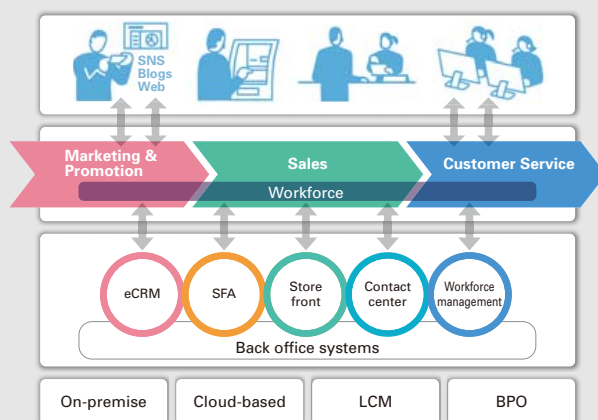 SNS
Blogs
Web
Marketing &
Promotion
Sales
Customer Service
Workforce
eCRM
SFA
Store
front
Contact
center
Workforce
management
Back office systems
On-premise
Cloud-based
LCM
BPO